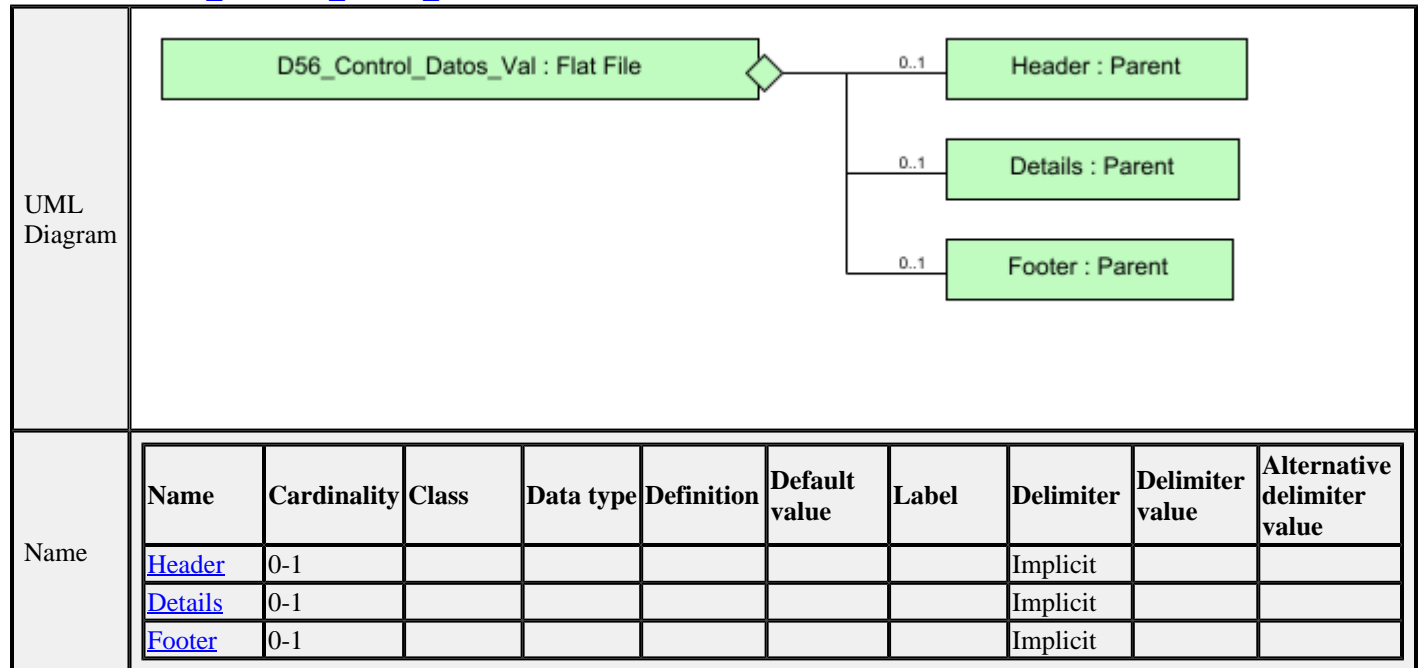 D56_Control_Datos_Val : Flat File
0..1
Header : Parent
0..1
Details : Parent
UML
Diagram
0..1
Footer : Parent
Name
Name Cardinality Class Data type Definition Default value Label Delimiter Delimiter value Alternative delimiter value
Header 0-1 Implicit
Details 0-1 Implicit
Footer 0-1 Implicit